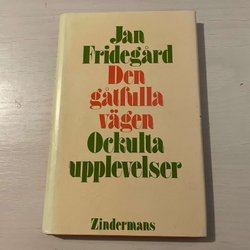 Jan
Fridegård
Den
gåtfulla
vägen
Ockulta
upplevelser
Zindermans